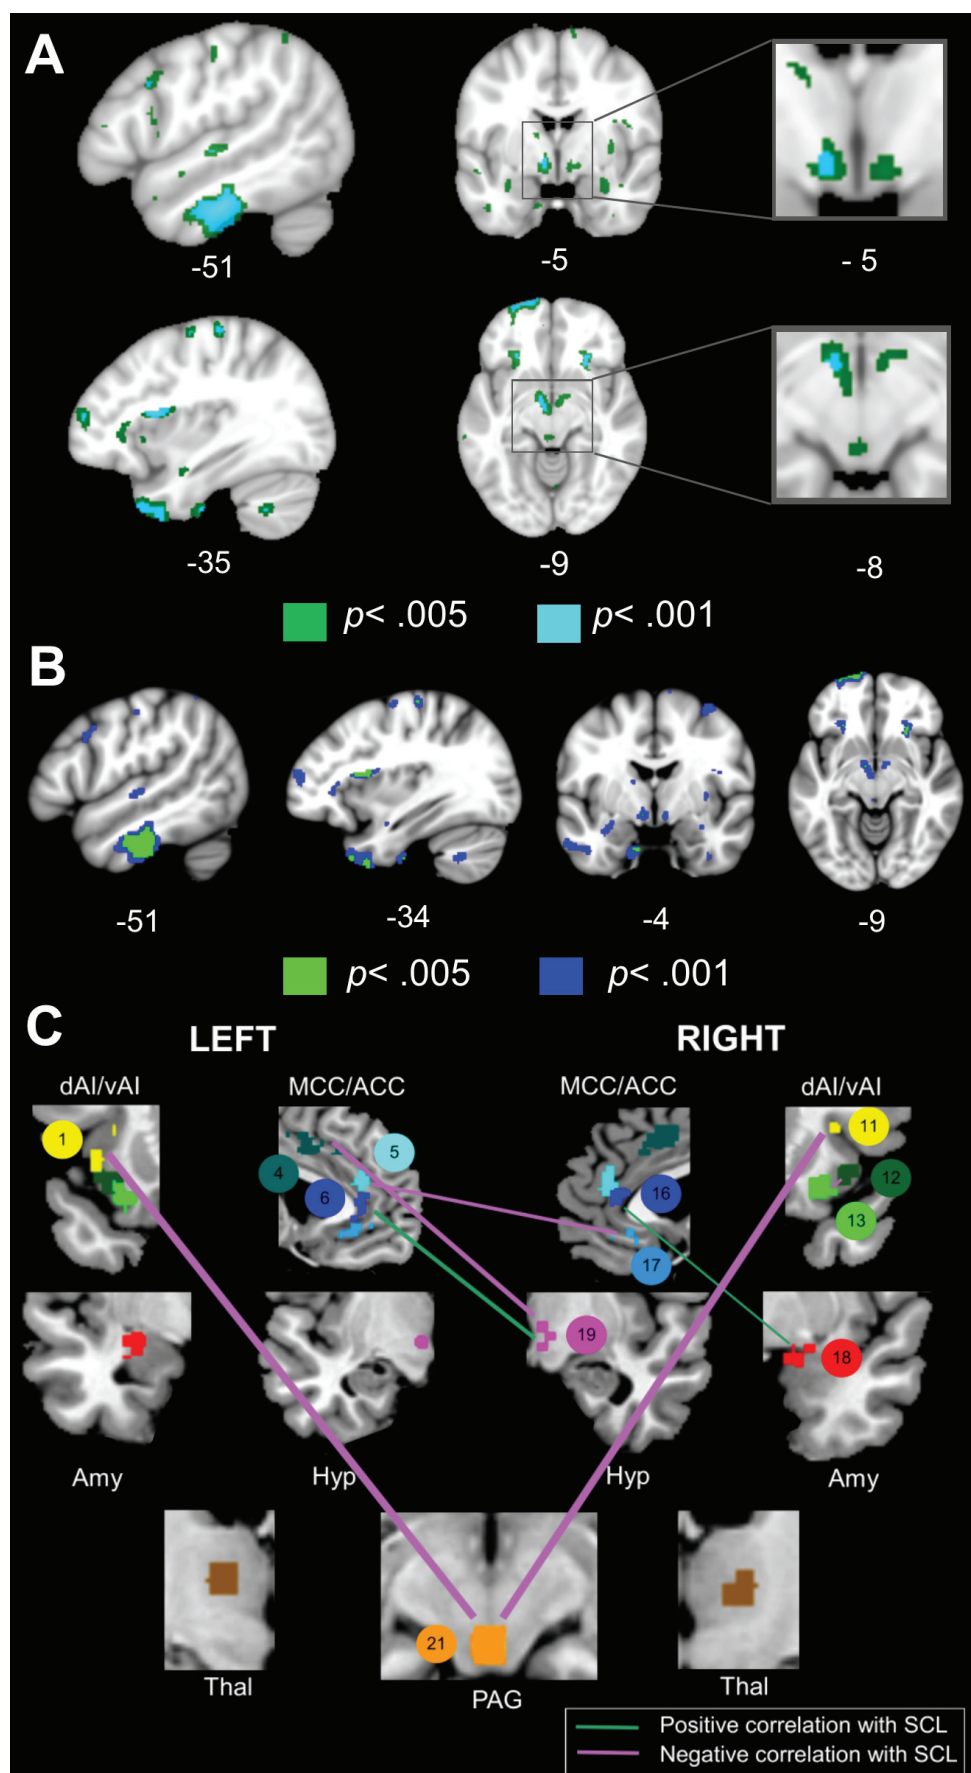 A
-51
-5
- 5
-35
-9
-8
p< .005
p< .001
B
-51
-34
-4
-9
p< .005
p< .001
C
LEFT
RIGHT
dAI/vAI
MCC/ACC
MCC/ACC
dAI/vAI
1
4
5
6
16
17
11
12
13
19
18
Amy
Hyp
Hyp
Amy
21
Thal
PAG
Thal
Positive correlation with SCL
Negative correlation with SCL